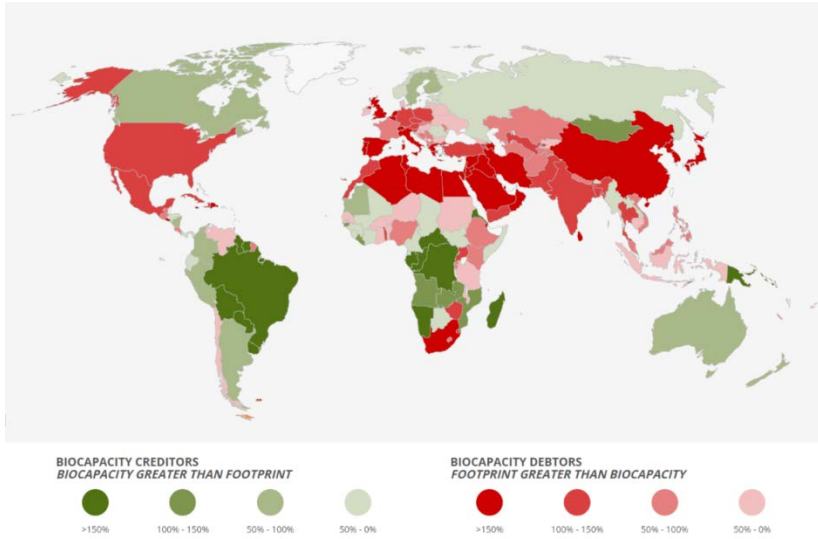 BIOCAPACITY CREDITORS
BIOCAPACITY GREATER THAN FOOTPRINT
>150%
100% - 150%
50% - 100%
50% - 0%
BIOCAPACITY DEBTORS
FOOTPRINT GREATER THAN BIOCAPACITY
>150%
100% - 150%
50% - 100%
50% - 0%